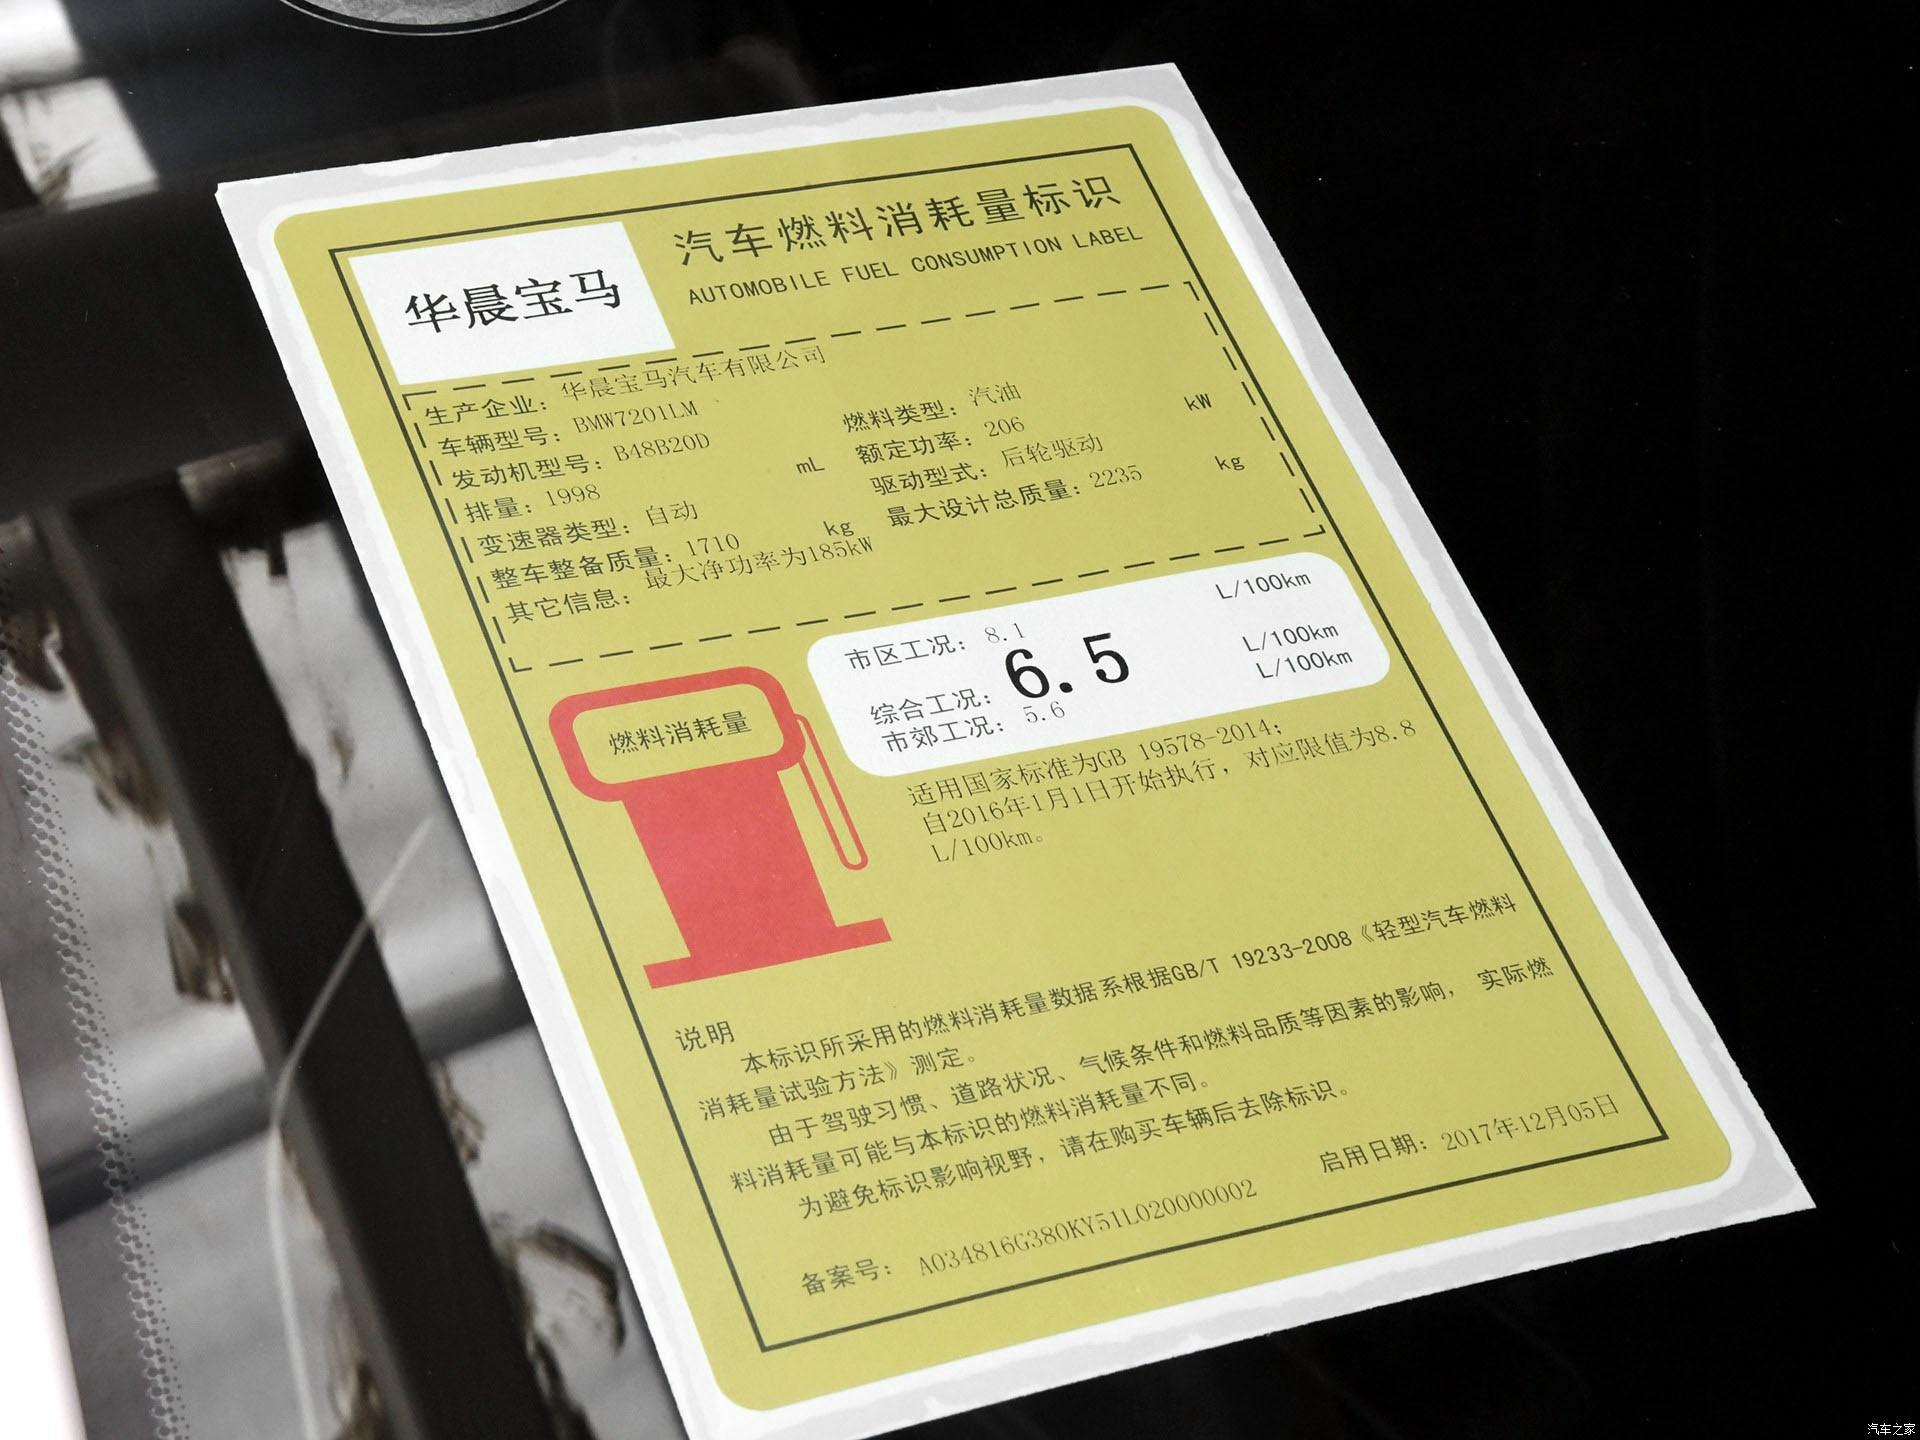 汽车燃料消耗量标识
AUTOMOBILE FUEL CONSUMPTION LABEL
华晨宝马
生产企业：华晨宝马汽车有限公司
车辆型号：BMW7201LM
燃料类型：汽油
发动机型号：B48B20D
额定功率：206 kW
排量：1998 mL
驱动型式：后轮驱动
变速器类型：自动
最大设计总质量：2235 kg
整车整备质量：1710 kg
其它信息：最大净功率为185kW
燃料消耗量
市区工况：8.1 L/100km
综合工况：6.5 L/100km
市郊工况：5.6 L/100km
适用国家标准为GB 19578-2014；
自2016年1月1日开始执行，对应限值为8.8
L/100km。
说明
本标识所采用的燃料消耗量数据系根据GB/T 19233-2008《轻型汽车燃料
消耗量试验方法》测定。
由于驾驶习惯、道路状况、气候条件和燃料品质等因素的影响，实际燃
料消耗量可能与本标识的燃料消耗量不同。
为避免标识影响视野，请在购买车辆后去除标识。
启用日期：2017年12月05日
备案号：A034816G380KY51L020000002
汽车之家